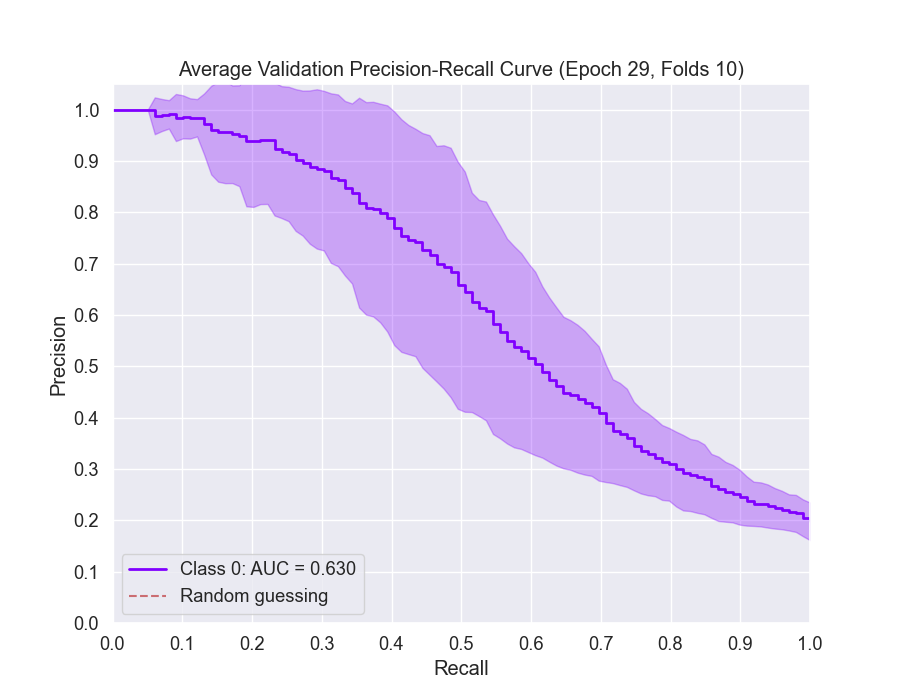 Average Validation Precision-Recall Curve (Epoch 29, Folds 10)
1.0
0.9
0.8
0.7
0.6
0.5
0.4
0.3
0.2
0.1
0.0
Precision
Class 0: AUC = 0.630
Random guessing
0.0 0.1 0.2 0.3 0.4 0.5 0.6 0.7 0.8 0.9 1.0
Recall